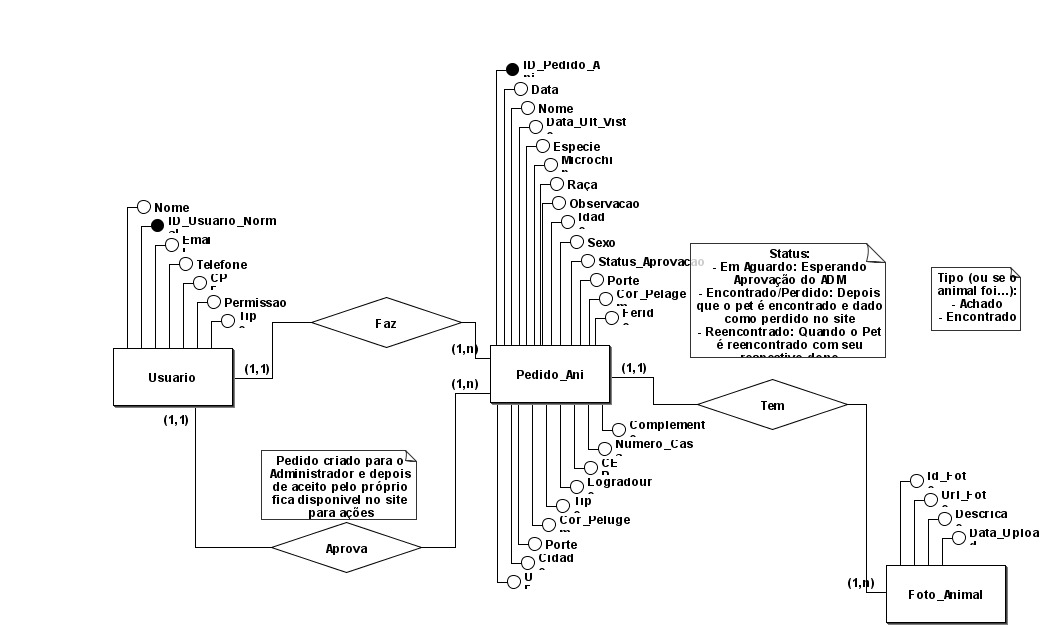 ID_Pedido_A
Data
Nome
Data_Ult_Vist
Especie
Microchi
Raça
Observacao
Idad
Sexo
Status_Aprovacao
Porte
Cor_Pelage
Ferid
Nome
ID_Usuario_Norm
Emai
Telefone
CP
Permissao
Tip
Status:
- Em Aguardo: Esperando
Aprovação do ADM
- Encontrado/Perdido: Depois
que o pet é encontrado e dado
como perdido no site
- Reencontrado: Quando o Pet
é reencontrado com seu
respectivo dono
Tipo (ou se o
animal foi...):
- Achado
- Encontrado
Faz
(1,n)
(1,1)
Usuario
Pedido_Ani
(1,1)
(1,n)
(1,1)
Tem
Pedido criado para o
Administrador e depois
de aceito pelo próprio
fica disponivel no site
para ações
Aprova
Complement
Numero_Cas
CE
Logradour
Tip
Cor_Peluge
Porte
Cidad
U
Id_Fot
Url_Fot
Descrica
Data_Uploa
(1,n)
Foto_Animal